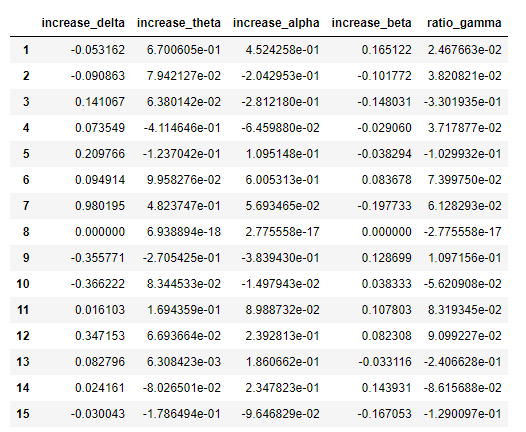 increase_delta increase_theta increase_alpha increase_beta ratio_gamma
1 -0.053162 6.700605e-01 4.524258e-01 0.165122 2.467663e-02
2 -0.090863 7.942127e-02 -2.042953e-01 -0.101772 3.820821e-02
3 0.141067 6.380142e-02 -2.812180e-01 -0.148031 -3.301935e-01
4 0.073549 -4.114646e-01 -6.459880e-02 -0.029060 3.717877e-02
5 0.209766 -1.237042e-01 1.095148e-01 -0.038294 -1.029932e-01
6 0.094914 9.958276e-02 6.005313e-01 0.083678 7.399750e-02
7 0.980195 4.823747e-01 5.693465e-02 -0.197733 6.128293e-02
8 0.000000 6.938894e-18 2.775558e-17 0.000000 -2.775558e-17
9 -0.355771 -2.705425e-01 -3.839430e-01 0.128699 1.097156e-01
10 -0.366222 8.344533e-02 -1.497943e-02 0.038333 -5.620908e-02
11 0.016103 1.694359e-01 8.988732e-02 0.107803 8.319345e-02
12 0.347153 6.693664e-02 2.392813e-01 0.082308 9.099227e-02
13 0.082796 6.308423e-03 1.860662e-01 -0.033116 -2.406628e-01
14 0.024161 -8.026501e-02 2.347823e-01 0.143931 -8.615688e-02
15 -0.030043 -1.786494e-01 -9.646829e-02 -0.167053 -1.290097e-01